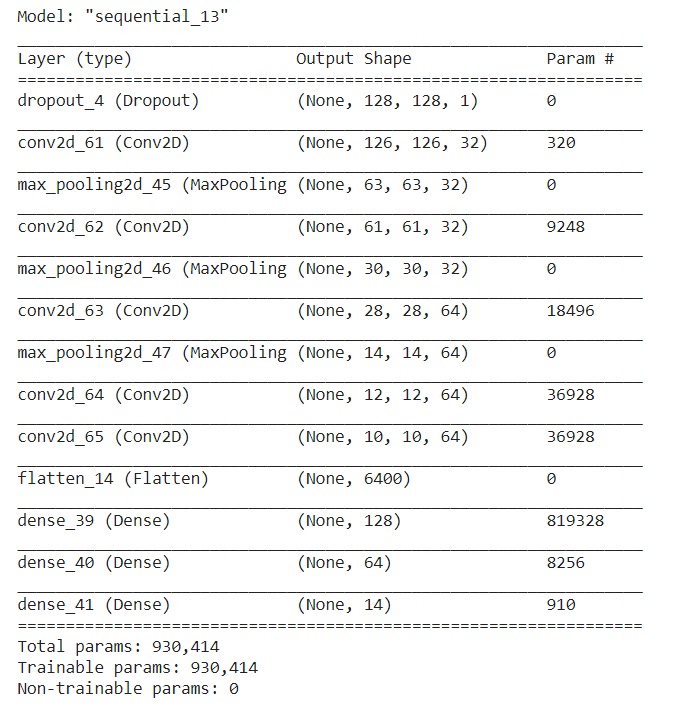 Model: "sequential_13"
Layer (type) Output Shape Param #
dropout_4 (Dropout) (None, 128, 128, 1) 0
conv2d_61 (Conv2D) (None, 126, 126, 32) 320
max_pooling2d_45 (MaxPooling (None, 63, 63, 32) 0
conv2d_62 (Conv2D) (None, 61, 61, 32) 9248
max_pooling2d_46 (MaxPooling (None, 30, 30, 32) 0
conv2d_63 (Conv2D) (None, 28, 28, 64) 18496
max_pooling2d_47 (MaxPooling (None, 14, 14, 64) 0
conv2d_64 (Conv2D) (None, 12, 12, 64) 36928
conv2d_65 (Conv2D) (None, 10, 10, 64) 36928
flatten_14 (Flatten) (None, 6400) 0
dense_39 (Dense) (None, 128) 819328
dense_40 (Dense) (None, 64) 8256
dense_41 (Dense) (None, 14) 910
Total params: 930,414
Trainable params: 930,414
Non-trainable params: 0